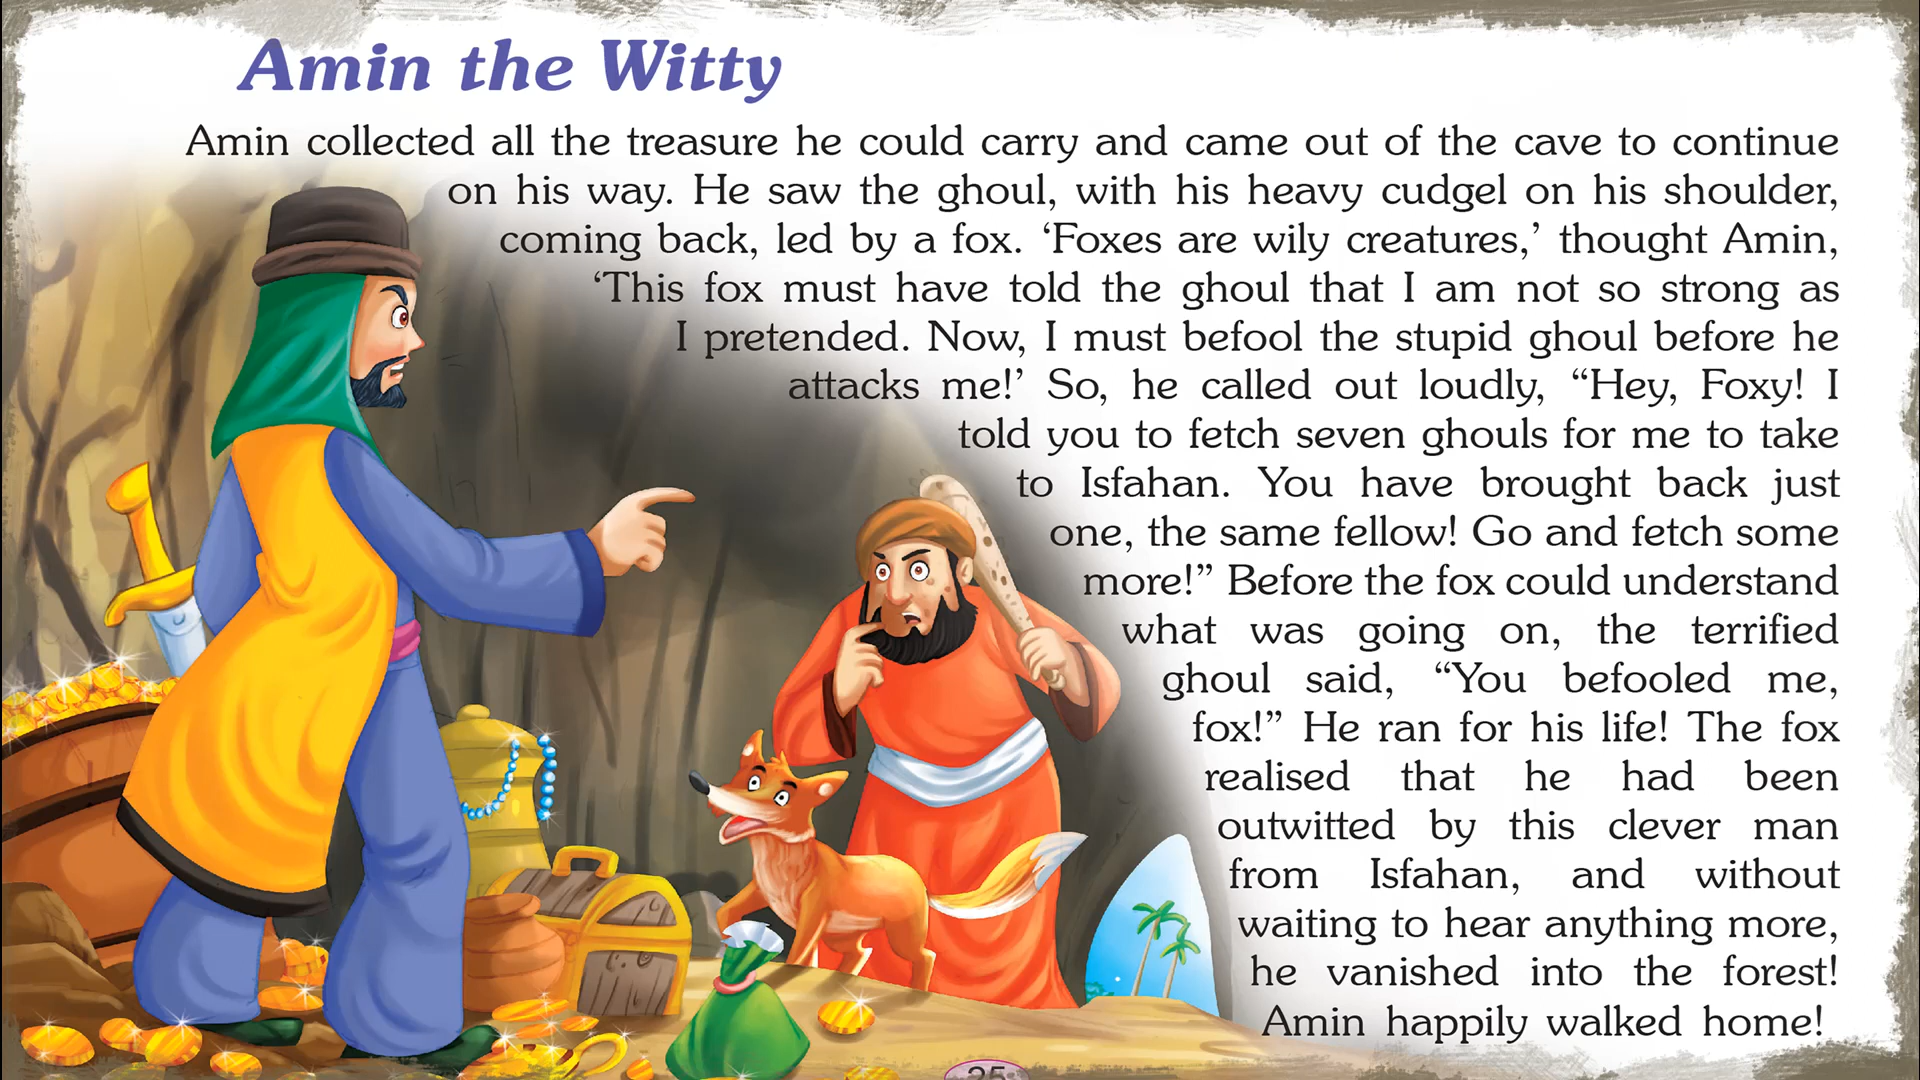 Amin the Witty
Amin collected all the treasure he could carry and came out of the cave to continue
on his way. He saw the ghoul, with his heavy cudgel on his shoulder,
coming back, led by a fox. ‘Foxes are wily creatures,’ thought Amin,
‘This fox must have told the ghoul that I am not so strong as
I pretended. Now, I must befool the stupid ghoul before he
attacks me!’ So, he called out loudly, “Hey, Foxy! I
told you to fetch seven ghouls for me to take
to Isfahan. You have brought back just
one, the same fellow! Go and fetch some
more!” Before the fox could understand
what was going on, the terrified
ghoul said, “You befooled me,
fox!” He ran for his life! The fox
realised that he had been
outwitted by this clever man
from Isfahan, and without
waiting to hear anything more,
he vanished into the forest!
Amin happily walked home!
25